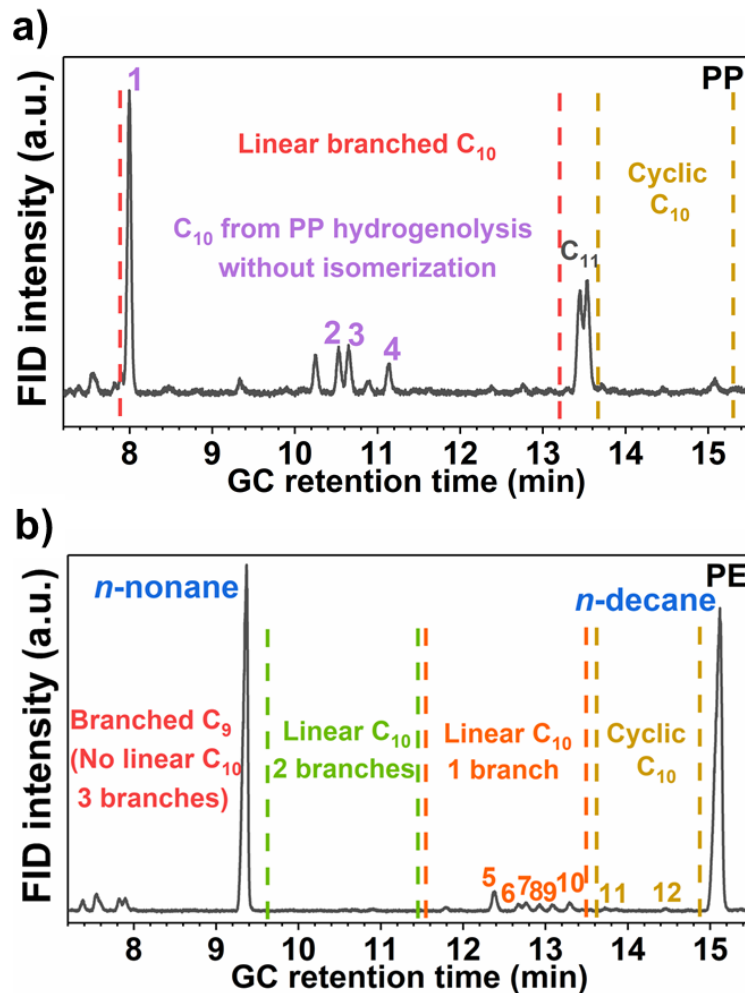 a)
FID intensity (a.u.)
1
PP
Linear branched C₁₀
Cyclic
C₁₀
C₁₀ from PP hydrogenolysis
without isomerization
C₁₁
2 3 4
8 9 10 11 12 13 14 15
GC retention time (min)
b)
FID intensity (a.u.)
n-nonane
n-decane
PE
Branched C₉
(No linear C₁₀
3 branches)
Linear C₁₀
2 branches
Linear C₁₀
1 branch
Cyclic
C₁₀
5 6 7 8 9 10 11 12
8 9 10 11 12 13 14 15
GC retention time (min)